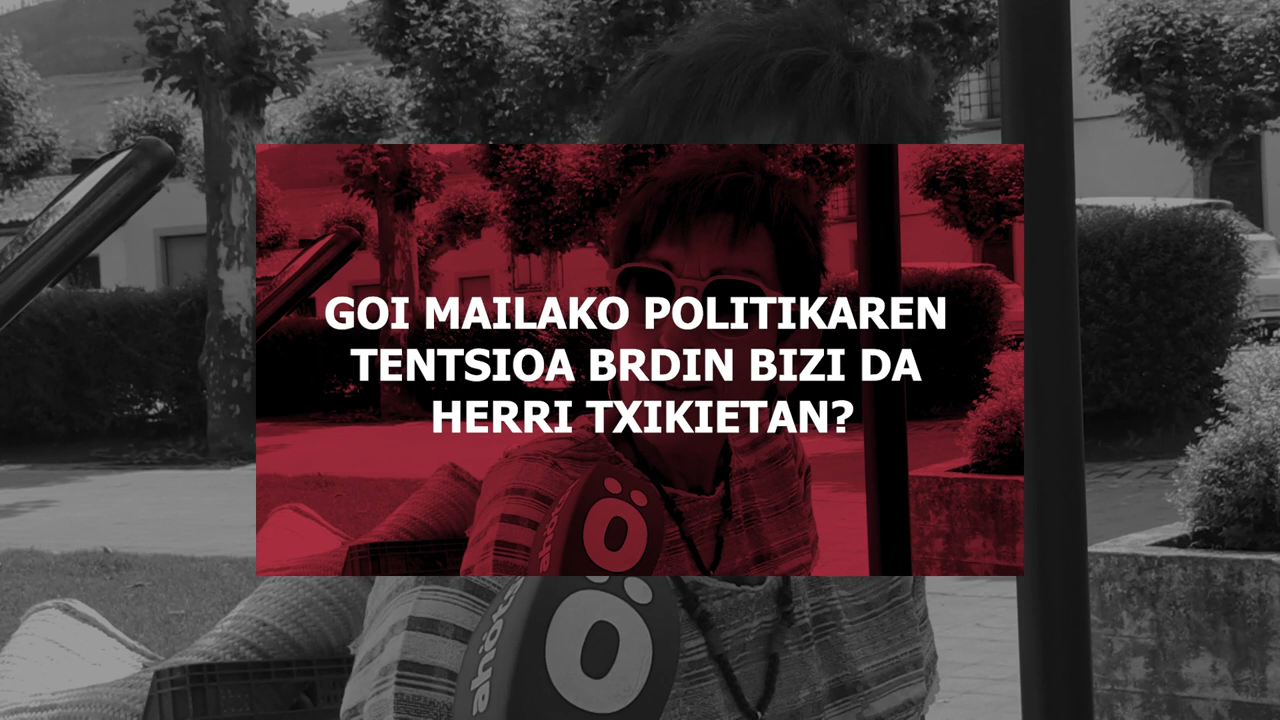 GOI MAILAKO POLITIKAREN
TENTSIOA BRDIN BIZI DA
HERRI TXIKIETAN?
Ö
Ö